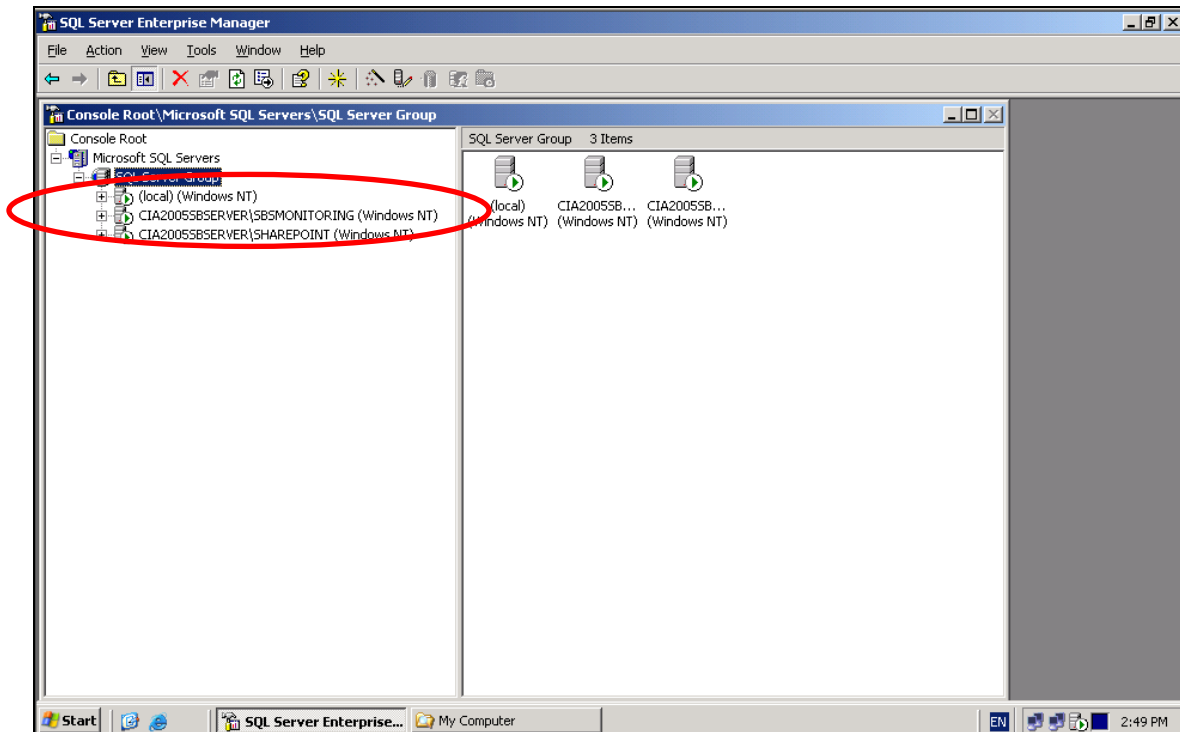 SQL Server Enterprise Manager
File Action View Tools Window Help
Console Root\Microsoft SQL Servers\SQL Server Group
Console Root
SQL Server Group 3 Items
Microsoft SQL Servers
SQL Server Group
(local) (Windows NT)
CIA2005SBSERVER\SBSMONITORING (Windows NT)
CIA2005SBSERVER\SHAREPOINT (Windows NT)
(local) CIA2005SB... CIA2005SB...
(Windows NT) (Windows NT) (Windows NT)
Start SQL Server Enterprise... My Computer EN 2:49 PM